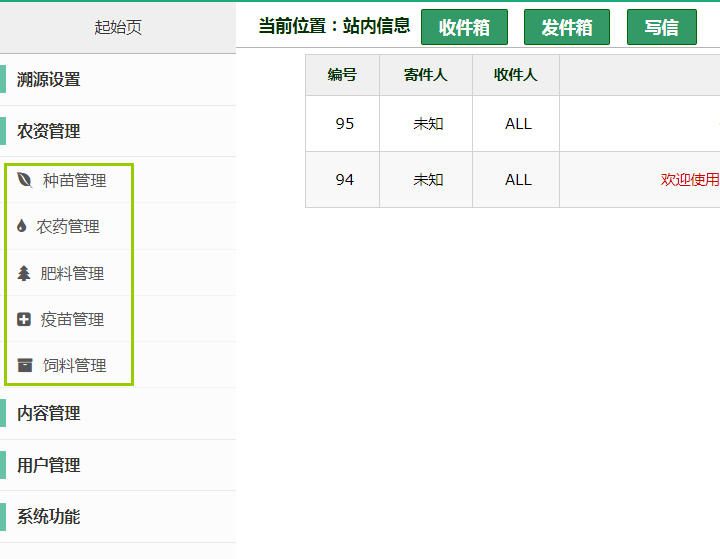 起始页
溯源设置
农资管理
种苗管理
农药管理
肥料管理
疫苗管理
饲料管理
内容管理
用户管理
系统功能
当前位置：站内信息 收件箱 发件箱 写信
编号 寄件人 收件人
95 未知 ALL
94 未知 ALL 欢迎使用